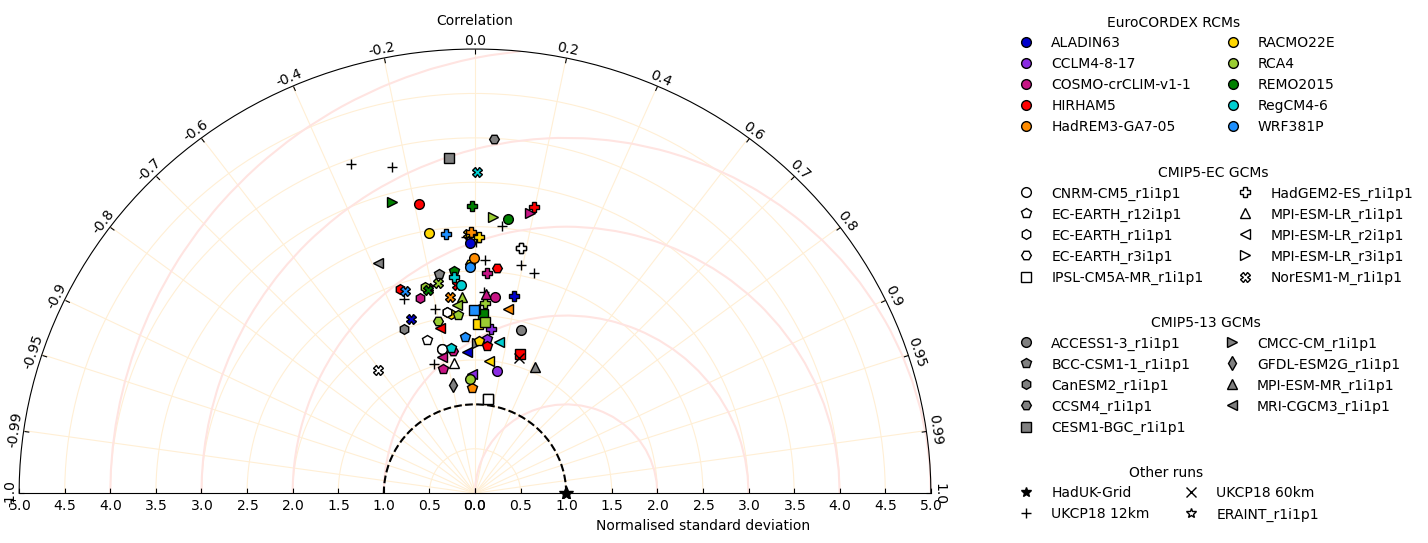 Correlation
-0.2 0.0 0.2
-0.4 0.4
-0.6 0.6
-0.7 0.7
-0.8 0.8
-0.9 0.9
-0.95 0.95
-0.99 0.99
-1.0 1.0
5.0 4.5 4.0 3.5 3.0 2.5 2.0 1.5 1.0 0.5 0.0 0.5 1.0 1.5 2.0 2.5 3.0 3.5 4.0 4.5 5.0
Normalised standard deviation
EuroCORDEX RCMs
ALADIN63 RACMO22E
CCLM4-8-17 RCA4
COSMO-crCLIM-v1-1 REMO2015
HIRHAM5 RegCM4-6
HadREM3-GA7-05 WRF381P
CMIP5-EC GCMs
CNRM-CM5_r1i1p1 HadGEM2-ES_r1i1p1
EC-EARTH_r12i1p1 MPI-ESM-LR_r1i1p1
EC-EARTH_r1i1p1 MPI-ESM-LR_r2i1p1
EC-EARTH_r3i1p1 MPI-ESM-LR_r3i1p1
IPSL-CM5A-MR_r1i1p1 NorESM1-M_r1i1p1
CMIP5-13 GCMs
ACCESS1-3_r1i1p1 CMCC-CM_r1i1p1
BCC-CSM1-1_r1i1p1 GFDL-ESM2G_r1i1p1
CanESM2_r1i1p1 MPI-ESM-MR_r1i1p1
CCSM4_r1i1p1 MRI-CGCM3_r1i1p1
CESM1-BGC_r1i1p1
Other runs
HadUK-Grid UKCP18 60km
UKCP18 12km ERAINT_r1i1p1